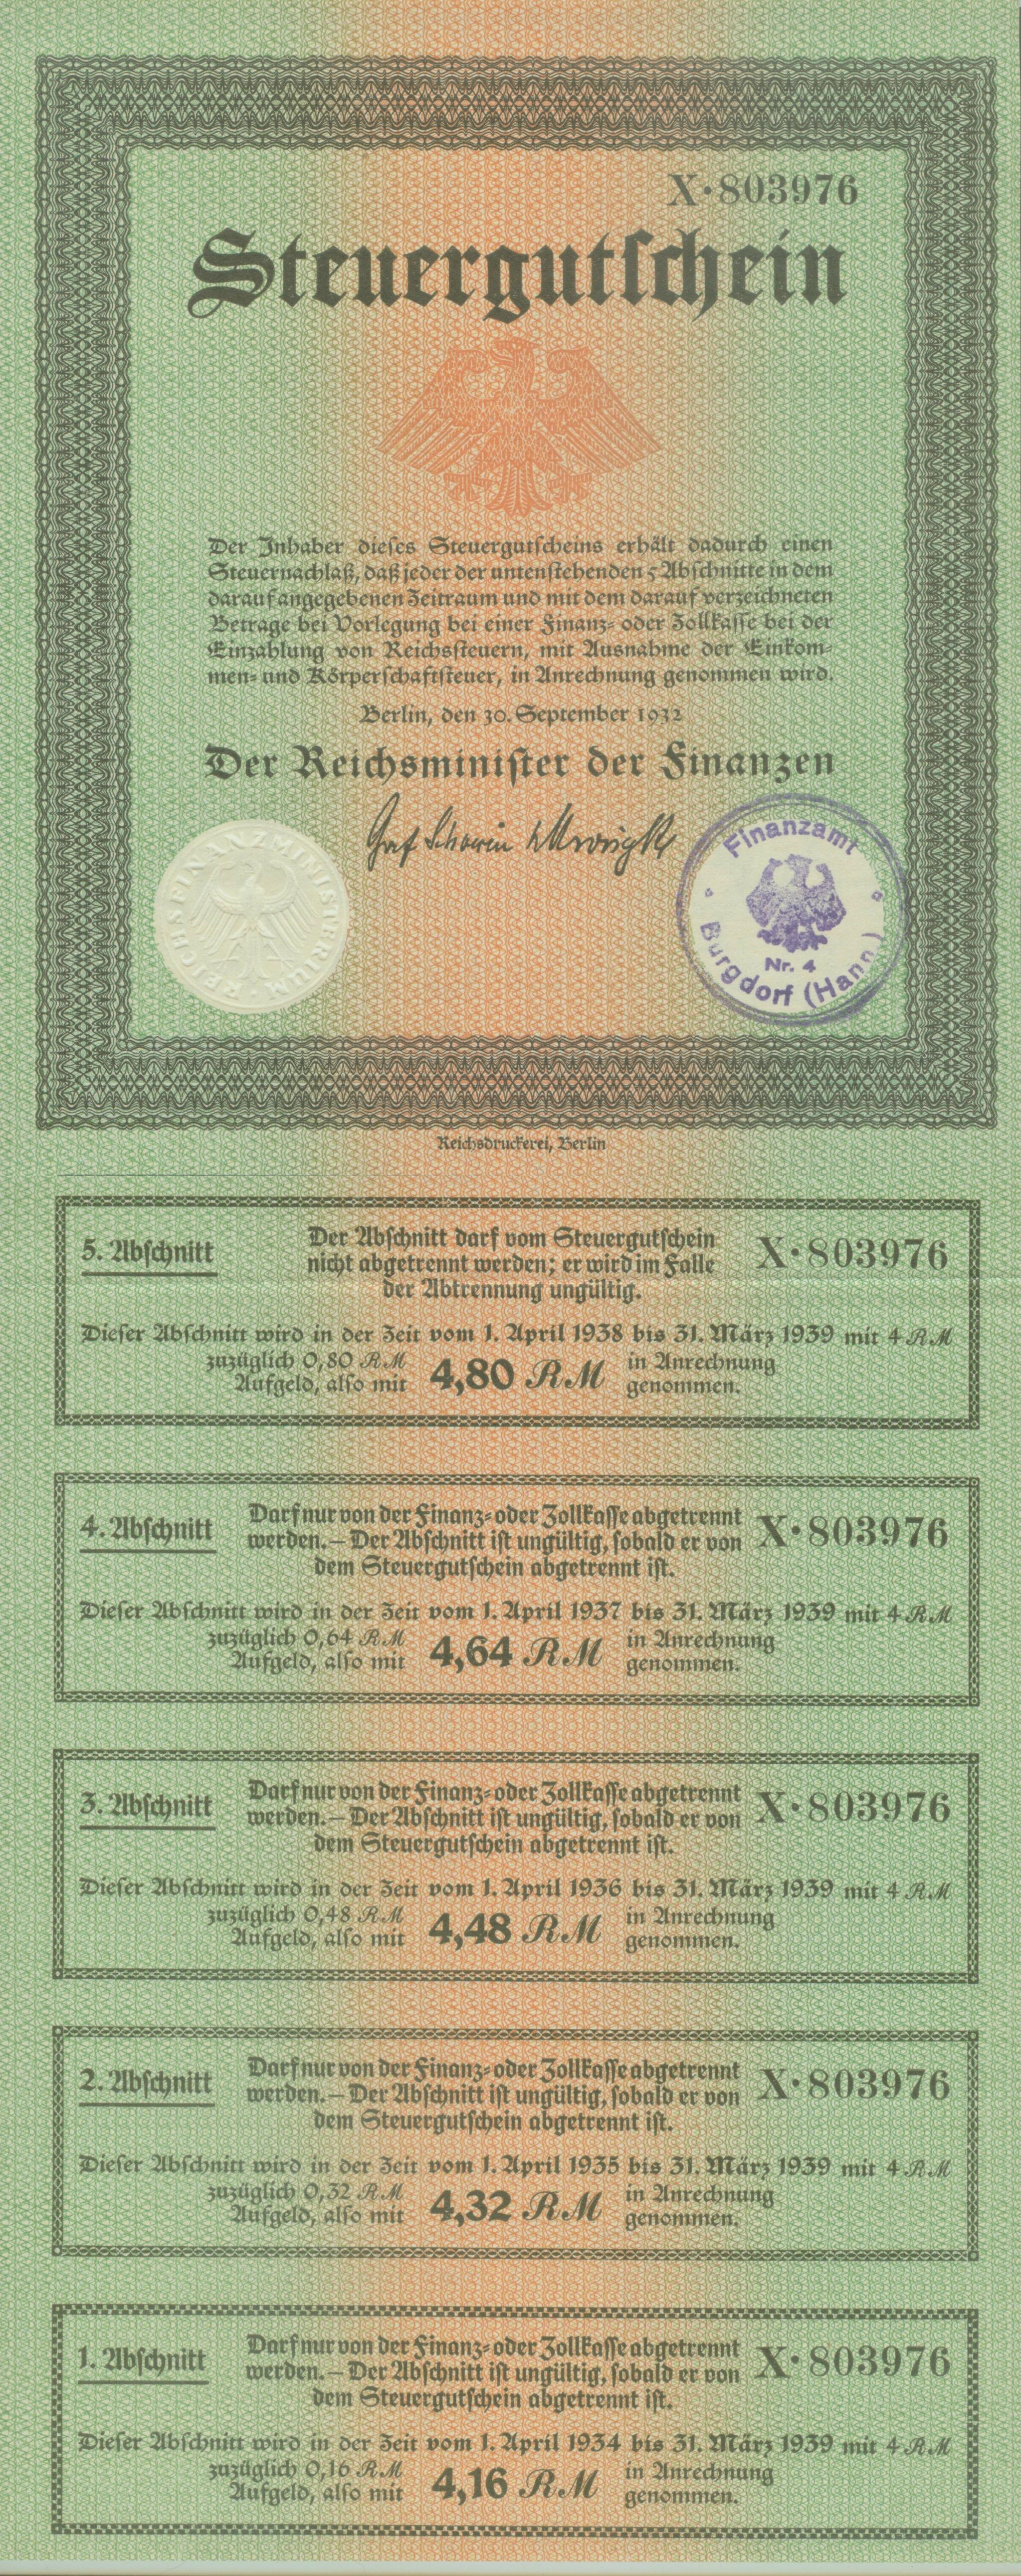 X·803976
Steuergutſchein
Der Inhaber dieſes Steuergutſcheins erhält dadurch einen
Steuernachlaß, daß jeder der untenſtehenden 5 Abſchnitte in dem
darauf angegebenen Zeitraum und mit dem darauf verzeichneten
Betrage bei Vorlegung bei einer Finanz- oder Zollkaſſe bei der
Einzahlung von Reichsſteuern, mit Ausnahme der Einkom-
men- und Körperſchaftſteuer, in Anrechnung genommen wird.
Berlin, den 30. September 1932
Der Reichsminiſter der Finanzen
Graf Schwerin v Krosigk
REICHSFINANZMINISTERIUM
Finanzamt
Nr. 4
Burgdorf (Hann)
Reichsdruckerei, Berlin
5. Abſchnitt
Der Abſchnitt darf vom Steuergutſchein
nicht abgetrennt werden; er wird im Falle
der Abtrennung ungültig.
X·803976
Dieſer Abſchnitt wird in der Zeit vom 1. April 1938 bis 31. März 1939 mit 4 RM
zuzüglich 0,80 RM
Aufgeld, alſo mit
4,80 RM
in Anrechnung
genommen.
4. Abſchnitt
Darf nur von der Finanz- oder Zollkaſſe abgetrennt
werden. – Der Abſchnitt iſt ungültig, ſobald er von
dem Steuergutſchein abgetrennt iſt.
X·803976
Dieſer Abſchnitt wird in der Zeit vom 1. April 1937 bis 31. März 1939 mit 4 RM
zuzüglich 0,64 RM
Aufgeld, alſo mit
4,64 RM
in Anrechnung
genommen.
3. Abſchnitt
Darf nur von der Finanz- oder Zollkaſſe abgetrennt
werden. – Der Abſchnitt iſt ungültig, ſobald er von
dem Steuergutſchein abgetrennt iſt.
X·803976
Dieſer Abſchnitt wird in der Zeit vom 1. April 1936 bis 31. März 1939 mit 4 RM
zuzüglich 0,48 RM
Aufgeld, alſo mit
4,48 RM
in Anrechnung
genommen.
2. Abſchnitt
Darf nur von der Finanz- oder Zollkaſſe abgetrennt
werden. – Der Abſchnitt iſt ungültig, ſobald er von
dem Steuergutſchein abgetrennt iſt.
X·803976
Dieſer Abſchnitt wird in der Zeit vom 1. April 1935 bis 31. März 1939 mit 4 RM
zuzüglich 0,32 RM
Aufgeld, alſo mit
4,32 RM
in Anrechnung
genommen.
1. Abſchnitt
Darf nur von der Finanz- oder Zollkaſſe abgetrennt
werden. – Der Abſchnitt iſt ungültig, ſobald er von
dem Steuergutſchein abgetrennt iſt.
X·803976
Dieſer Abſchnitt wird in der Zeit vom 1. April 1934 bis 31. März 1939 mit 4 RM
zuzüglich 0,16 RM
Aufgeld, alſo mit
4,16 RM
in Anrechnung
genommen.